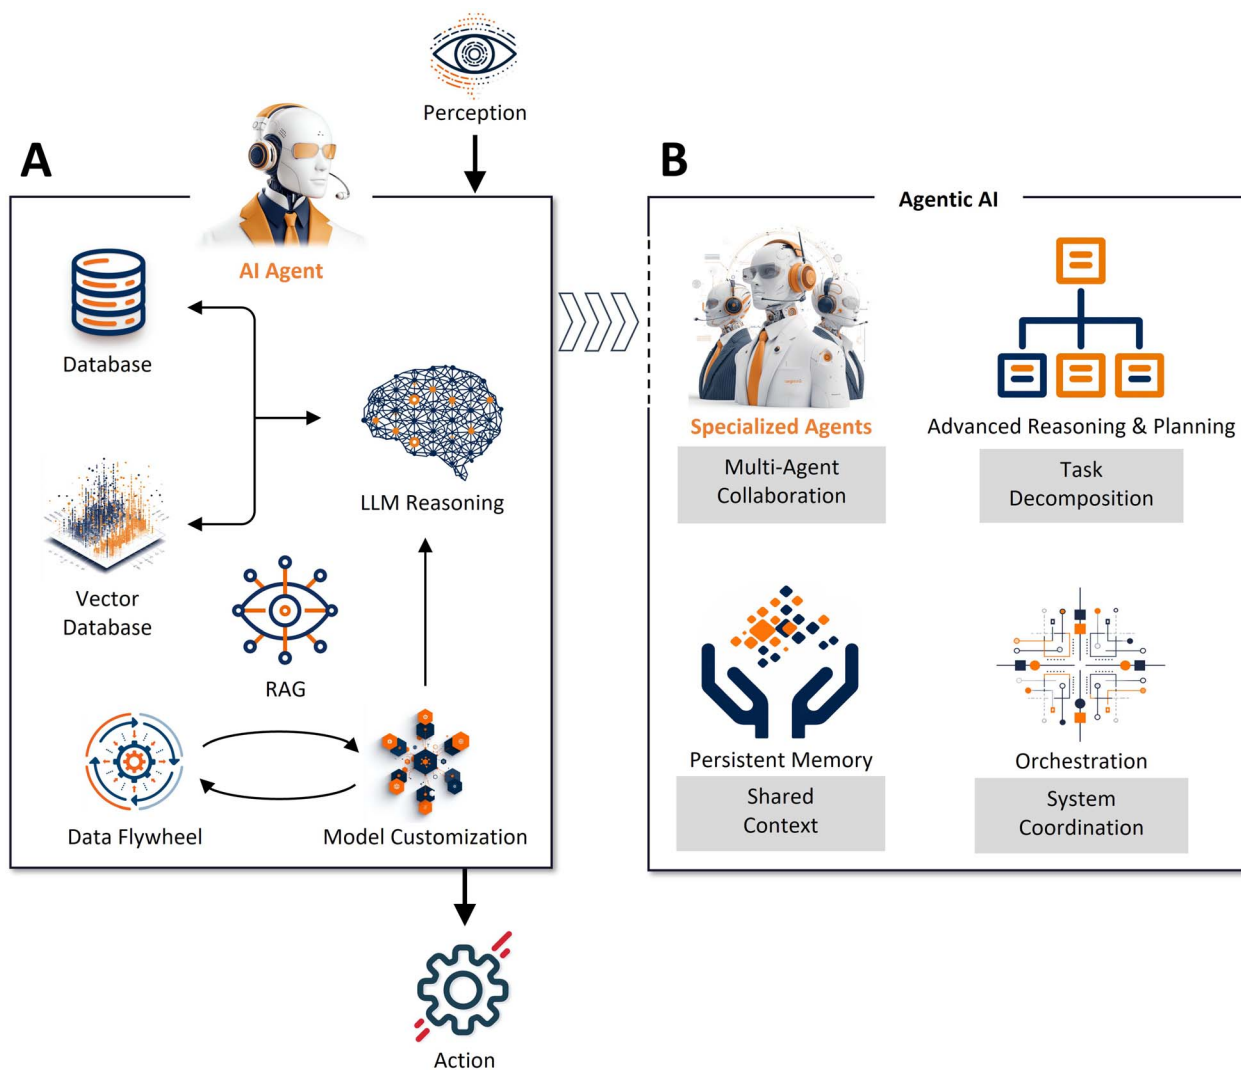 Perception
A
AI Agent
Database
LLM Reasoning
Vector
Database
RAG
Data Flywheel
Model Customization
Action
B
Agentic AI
Specialized Agents
Multi-Agent
Collaboration
Advanced Reasoning & Planning
Task
Decomposition
Persistent Memory
Shared
Context
Orchestration
System
Coordination